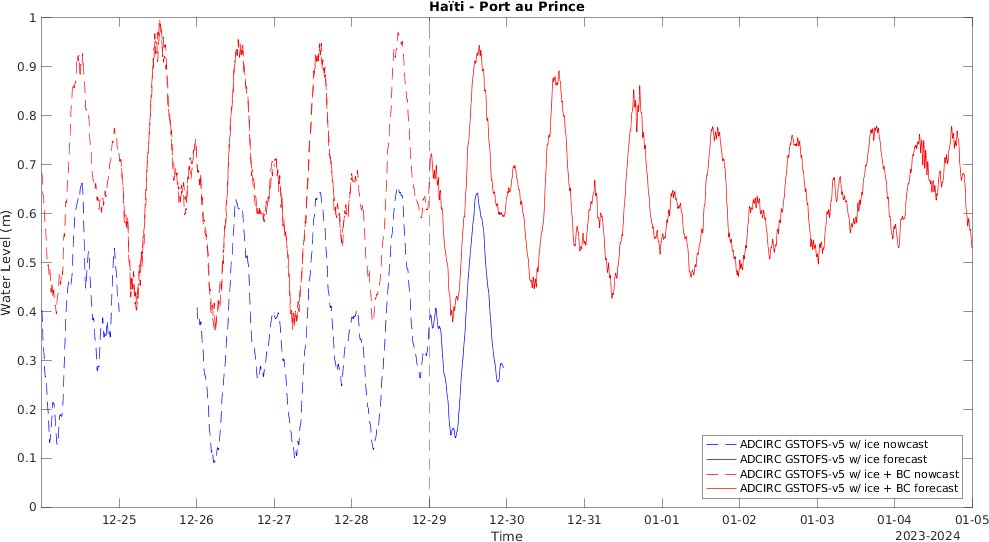 Haïti - Port au Prince
1
0.9
0.8
0.7
0.6
0.5
0.4
0.3
0.2
0.1
0
Water Level (m)
ADCIRC GSTOFS-v5 w/ ice nowcast
ADCIRC GSTOFS-v5 w/ ice forecast
ADCIRC GSTOFS-v5 w/ ice + BC nowcast
ADCIRC GSTOFS-v5 w/ ice + BC forecast
12-25 12-26 12-27 12-28 12-29 12-30 12-31 01-01 01-02 01-03 01-04 01-05
Time
2023-2024